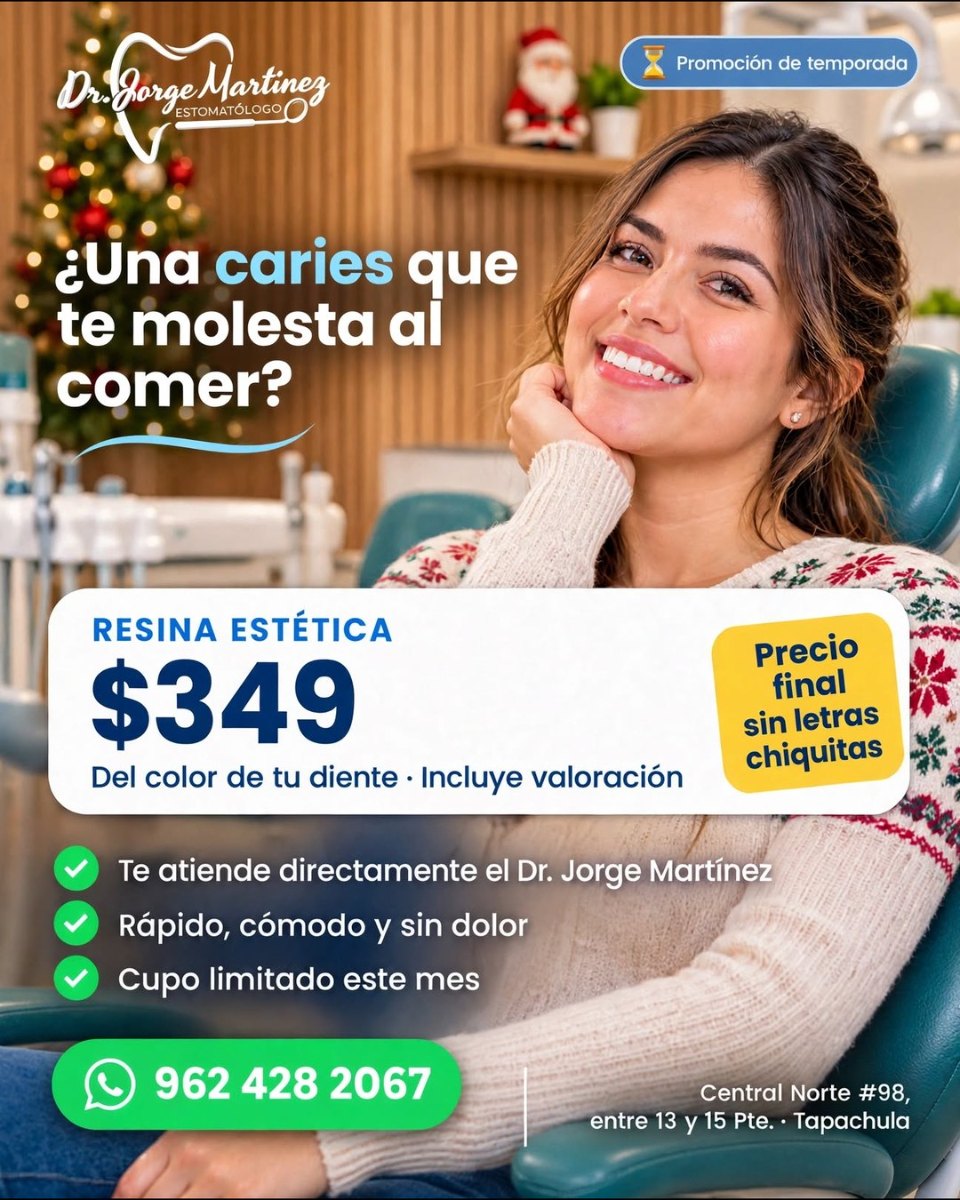 Dr. Jorge Martínez
ESTOMATÓLOGO
Promoción de temporada
¿Una caries que
te molesta al
comer?
RESINA ESTÉTICA
$349
Del color de tu diente · Incluye valoración
Precio
final
sin letras
chiquitas
Te atiende directamente el Dr. Jorge Martínez
Rápido, cómodo y sin dolor
Cupo limitado este mes
962 428 2067
Central Norte #98,
entre 13 y 15 Pte. · Tapachula